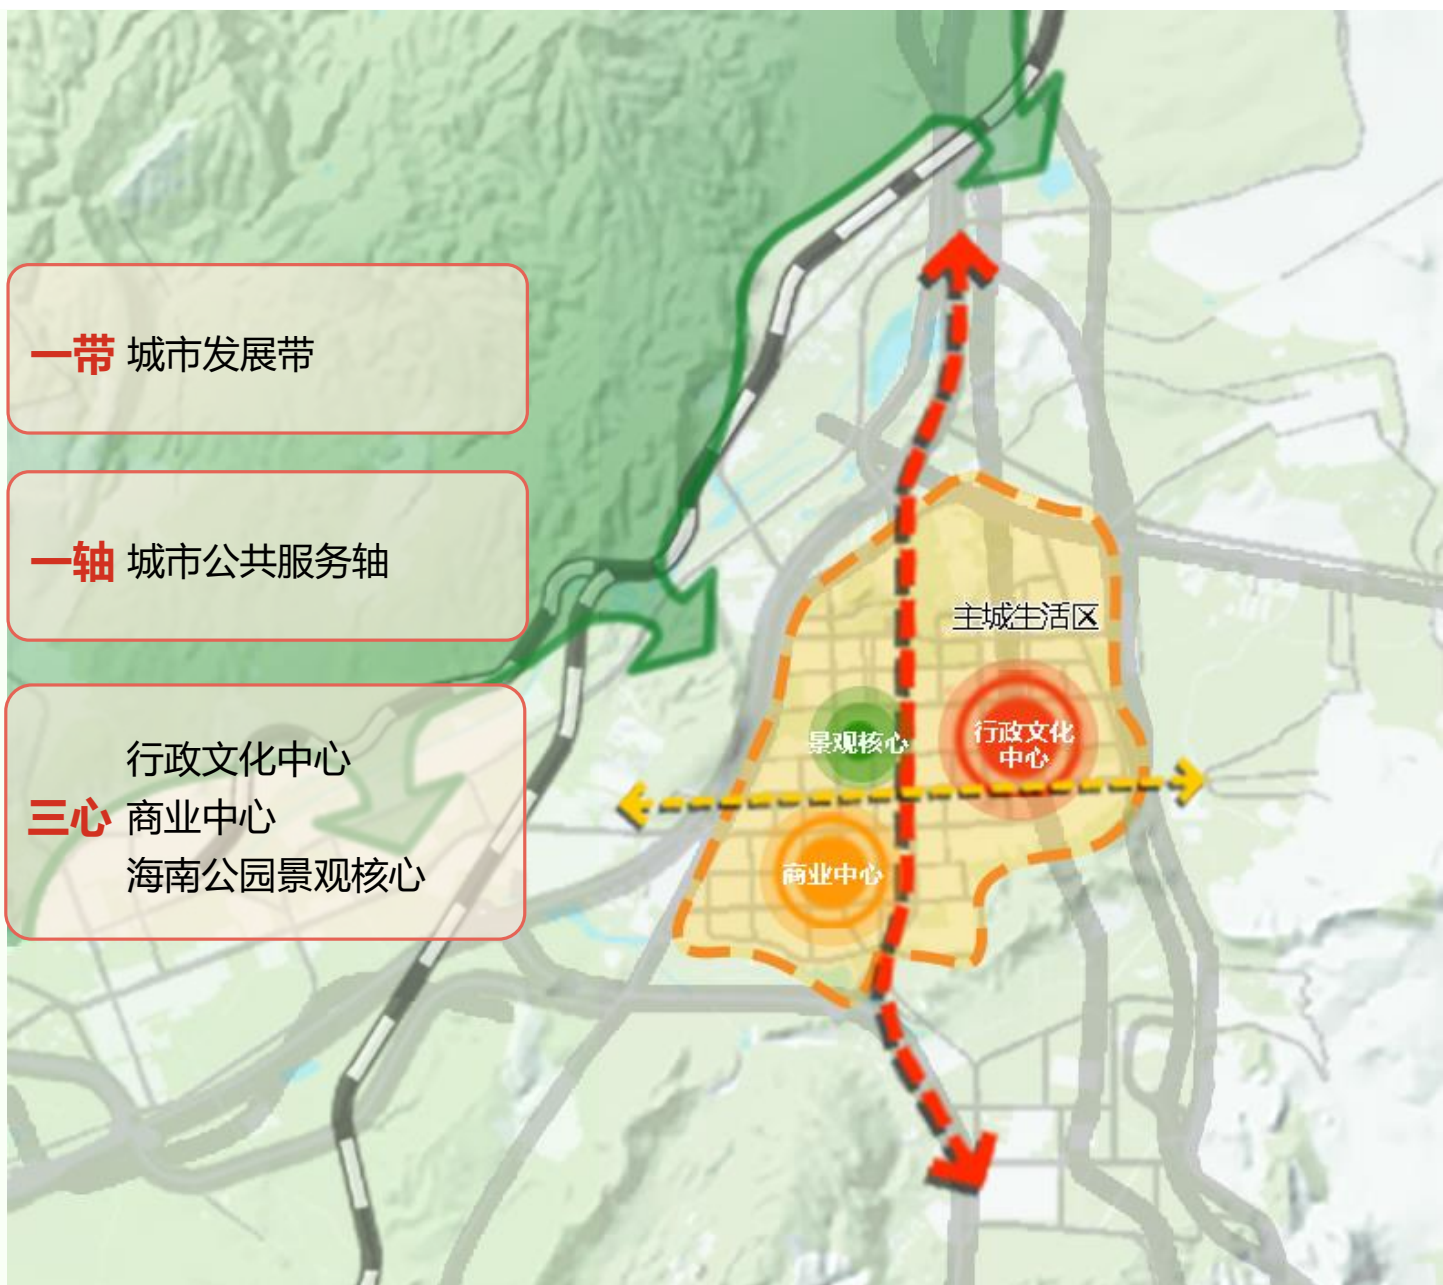 一带 城市发展带
一轴 城市公共服务轴
行政文化中心
三心 商业中心
海南公园景观核心
主城生活区
景观核心
行政文化
中心
商业中心